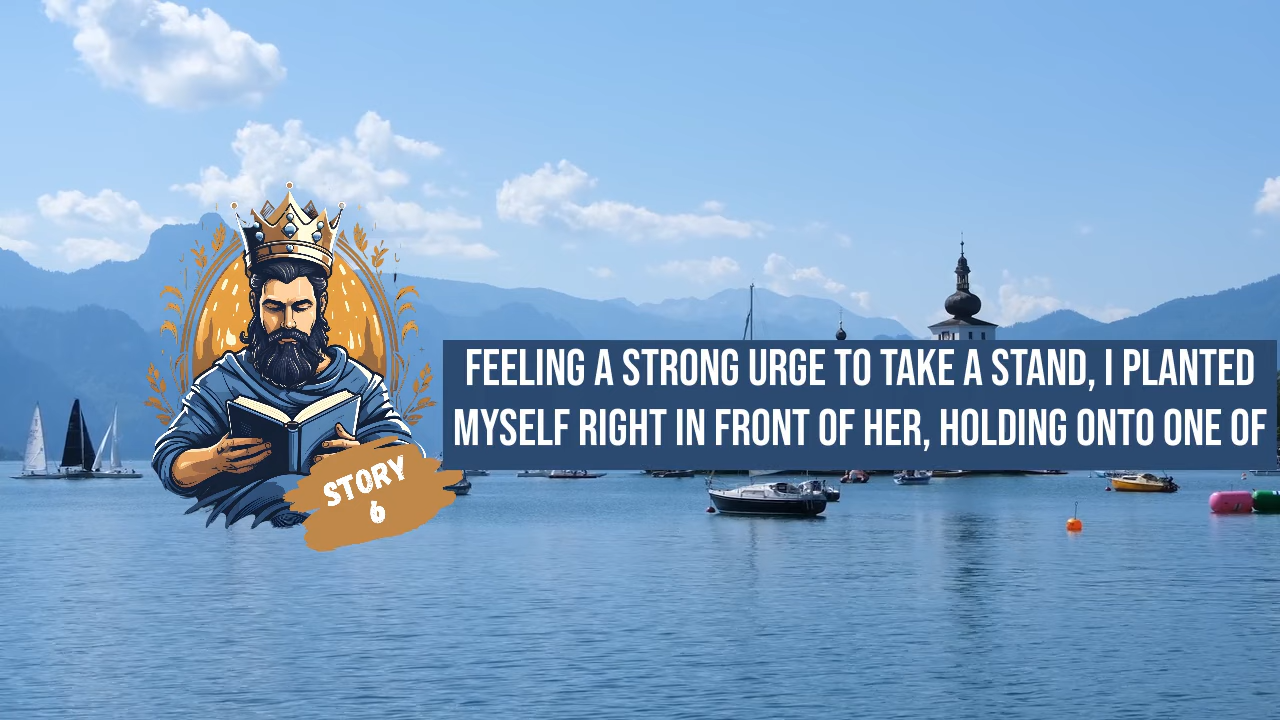 FEELING A STRONG URGE TO TAKE A STAND, I PLANTED
MYSELF RIGHT IN FRONT OF HER, HOLDING ONTO ONE OF
STORY
6